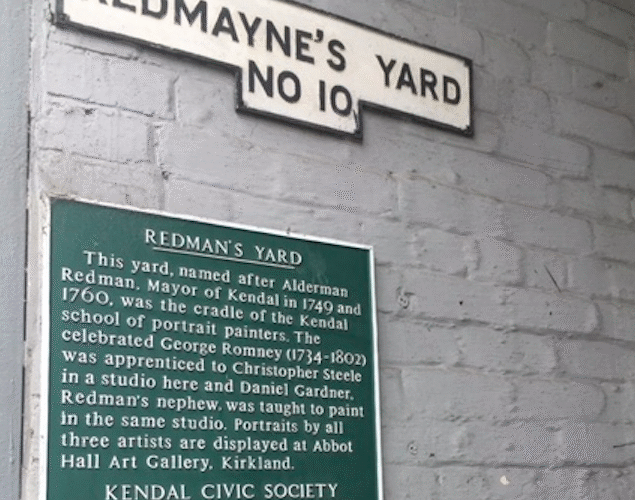 REDMAYNE'S YARD
NO 10
REDMAN'S YARD
This yard, named after Alderman
Redman, Mayor of Kendal in 1749 and
1760, was the cradle of the Kendal
school of portrait painters. The
celebrated George Romney (1734-1802)
was apprenticed to Christopher Steele
in a studio here and Daniel Gardner,
Redman's nephew, was taught to paint
in the same studio. Portraits by all
three artists are displayed at Abbot
Hall Art Gallery, Kirkland.
KENDAL CIVIC SOCIETY